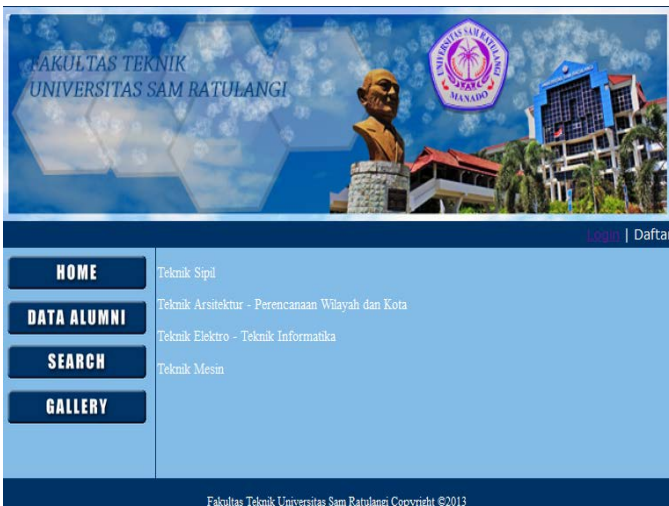 FAKULTAS TEKNIK
UNIVERSITAS SAM RATULANGI
UNIVERSITAS SAM RATULANGI
MANADO
Login | Daftar
HOME
DATA ALUMNI
SEARCH
GALLERY
Teknik Sipil
Teknik Arsitektur - Perencanaan Wilayah dan Kota
Teknik Elektro - Teknik Informatika
Teknik Mesin
Fakultas Teknik Universitas Sam Ratulangi Copyright ©2013